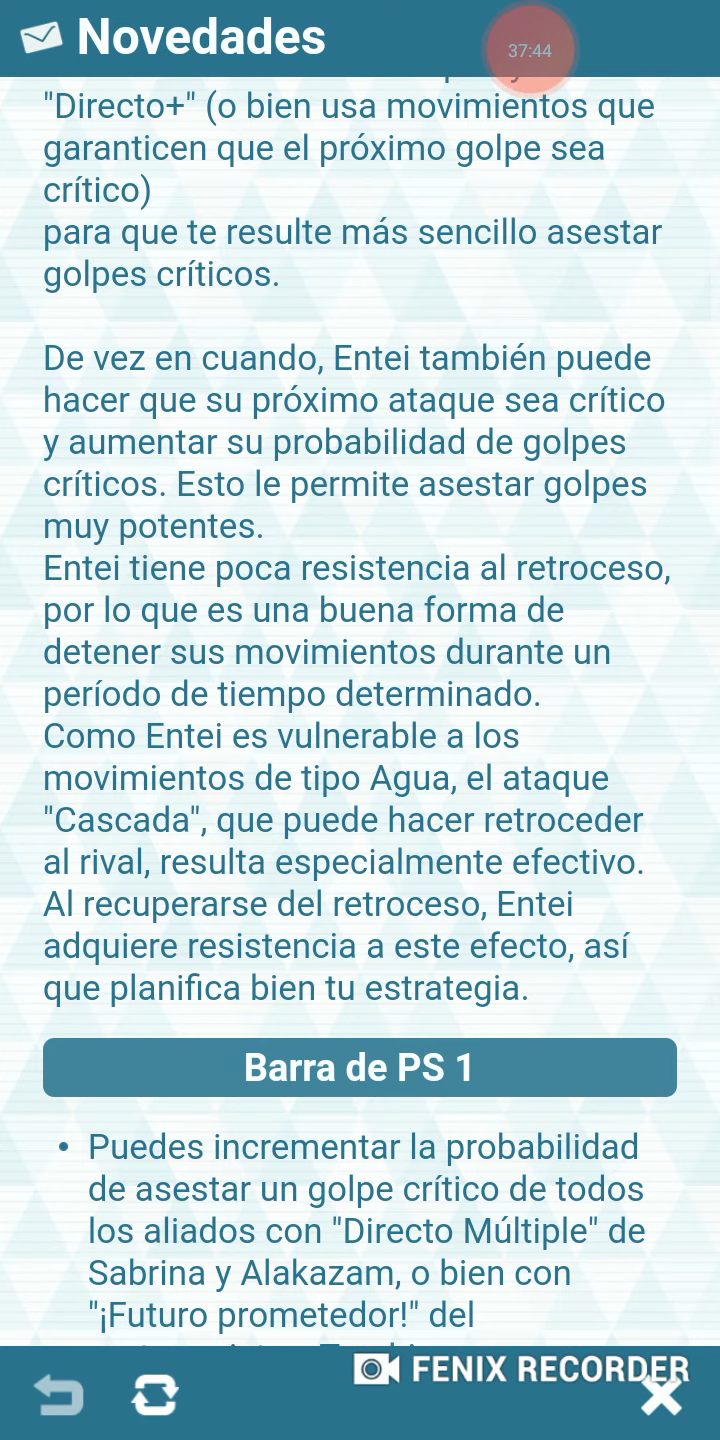 Novedades
37:44
"Directo+" (o bien usa movimientos que
garanticen que el próximo golpe sea
crítico)
para que te resulte más sencillo asestar
golpes críticos.
De vez en cuando, Entei también puede
hacer que su próximo ataque sea crítico
y aumentar su probabilidad de golpes
críticos. Esto le permite asestar golpes
muy potentes.
Entei tiene poca resistencia al retroceso,
por lo que es una buena forma de
detener sus movimientos durante un
período de tiempo determinado.
Como Entei es vulnerable a los
movimientos de tipo Agua, el ataque
"Cascada", que puede hacer retroceder
al rival, resulta especialmente efectivo.
Al recuperarse del retroceso, Entei
adquiere resistencia a este efecto, así
que planifica bien tu estrategia.
Barra de PS 1
• Puedes incrementar la probabilidad
de asestar un golpe crítico de todos
los aliados con "Directo Múltiple" de
Sabrina y Alakazam, o bien con
"¡Futuro prometedor!" del
FENIX RECORDER